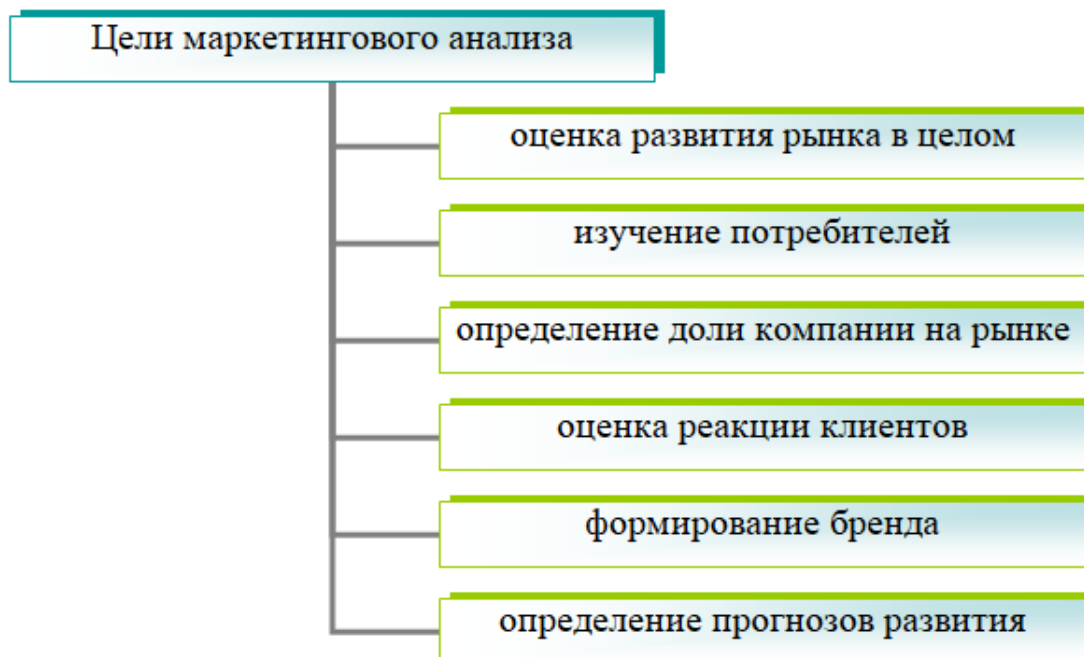 Цели маркетингового анализа
оценка развития рынка в целом
изучение потребителей
определение доли компании на рынке
оценка реакции клиентов
формирование бренда
определение прогнозов развития